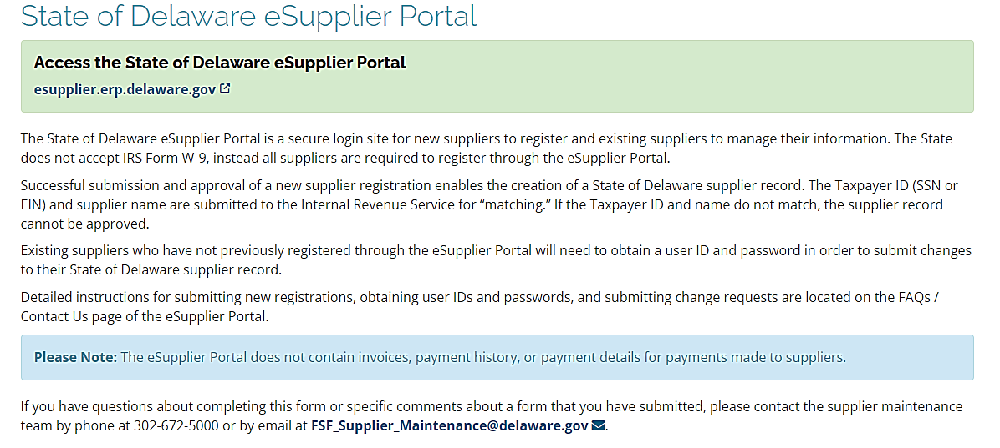 State of Delaware eSupplier Portal
Access the State of Delaware eSupplier Portal
esupplier.erp.delaware.gov
The State of Delaware eSupplier Portal is a secure login site for new suppliers to register and existing suppliers to manage their information. The State
does not accept IRS Form W-9, instead all suppliers are required to register through the eSupplier Portal.
Successful submission and approval of a new supplier registration enables the creation of a State of Delaware supplier record. The Taxpayer ID (SSN or
EIN) and supplier name are submitted to the Internal Revenue Service for “matching.” If the Taxpayer ID and name do not match, the supplier record
cannot be approved.
Existing suppliers who have not previously registered through the eSupplier Portal will need to obtain a user ID and password in order to submit changes
to their State of Delaware supplier record.
Detailed instructions for submitting new registrations, obtaining user IDs and passwords, and submitting change requests are located on the FAQs /
Contact Us page of the eSupplier Portal.
Please Note: The eSupplier Portal does not contain invoices, payment history, or payment details for payments made to suppliers.
If you have questions about completing this form or specific comments about a form that you have submitted, please contact the supplier maintenance
team by phone at 302-672-5000 or by email at FSF_Supplier_Maintenance@delaware.gov.